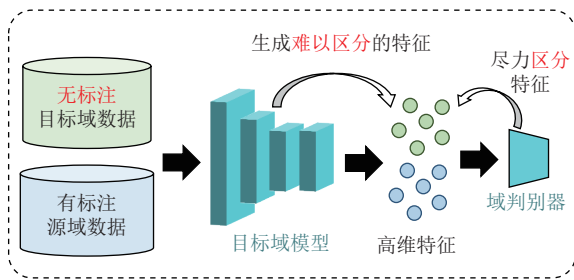 生成难以区分的特征
尽力区分
特征
无标注
目标域数据
有标注
源域数据
目标域模型
高维特征
域判别器